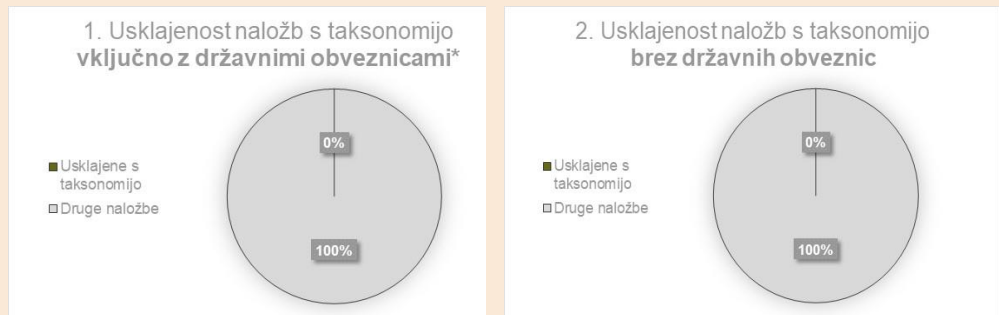 1. Usklajenost naložb s taksonomijo
vključno z državnimi obveznicami*
0%
Usklajene s
taksonomijo
Druge naložbe
100%
2. Usklajenost naložb s taksonomijo
brez državnih obveznic
0%
Usklajene s
taksonomijo
Druge naložbe
100%